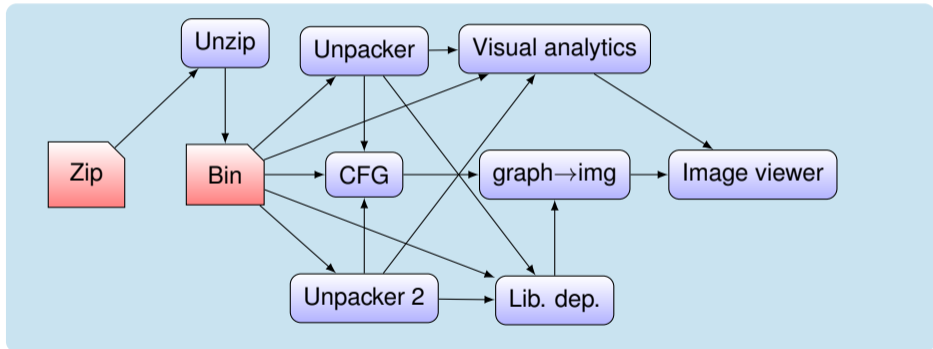 Unzip
Unpacker
Visual analytics
Zip
Bin
CFG
graph→img
Image viewer
Unpacker 2
Lib. dep.